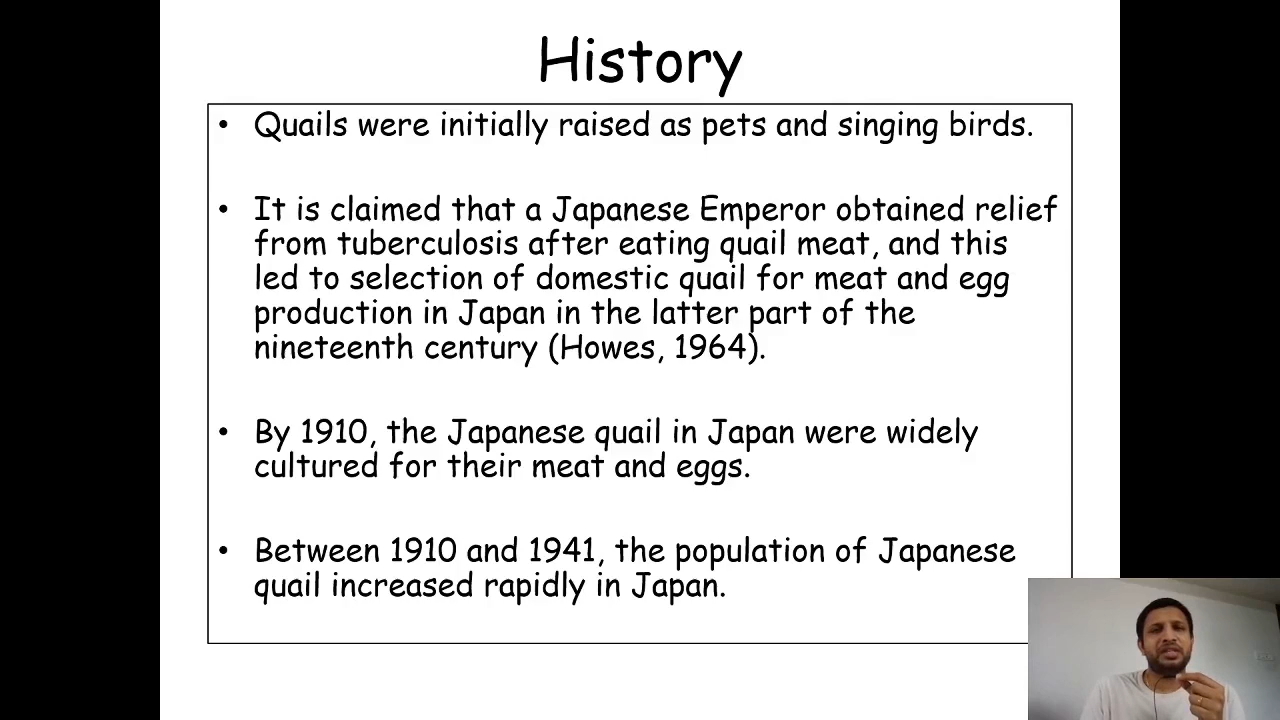 History
• Quails were initially raised as pets and singing birds.
• It is claimed that a Japanese Emperor obtained relief
from tuberculosis after eating quail meat, and this
led to selection of domestic quail for meat and egg
production in Japan in the latter part of the
nineteenth century (Howes, 1964).
• By 1910, the Japanese quail in Japan were widely
cultured for their meat and eggs.
• Between 1910 and 1941, the population of Japanese
quail increased rapidly in Japan.